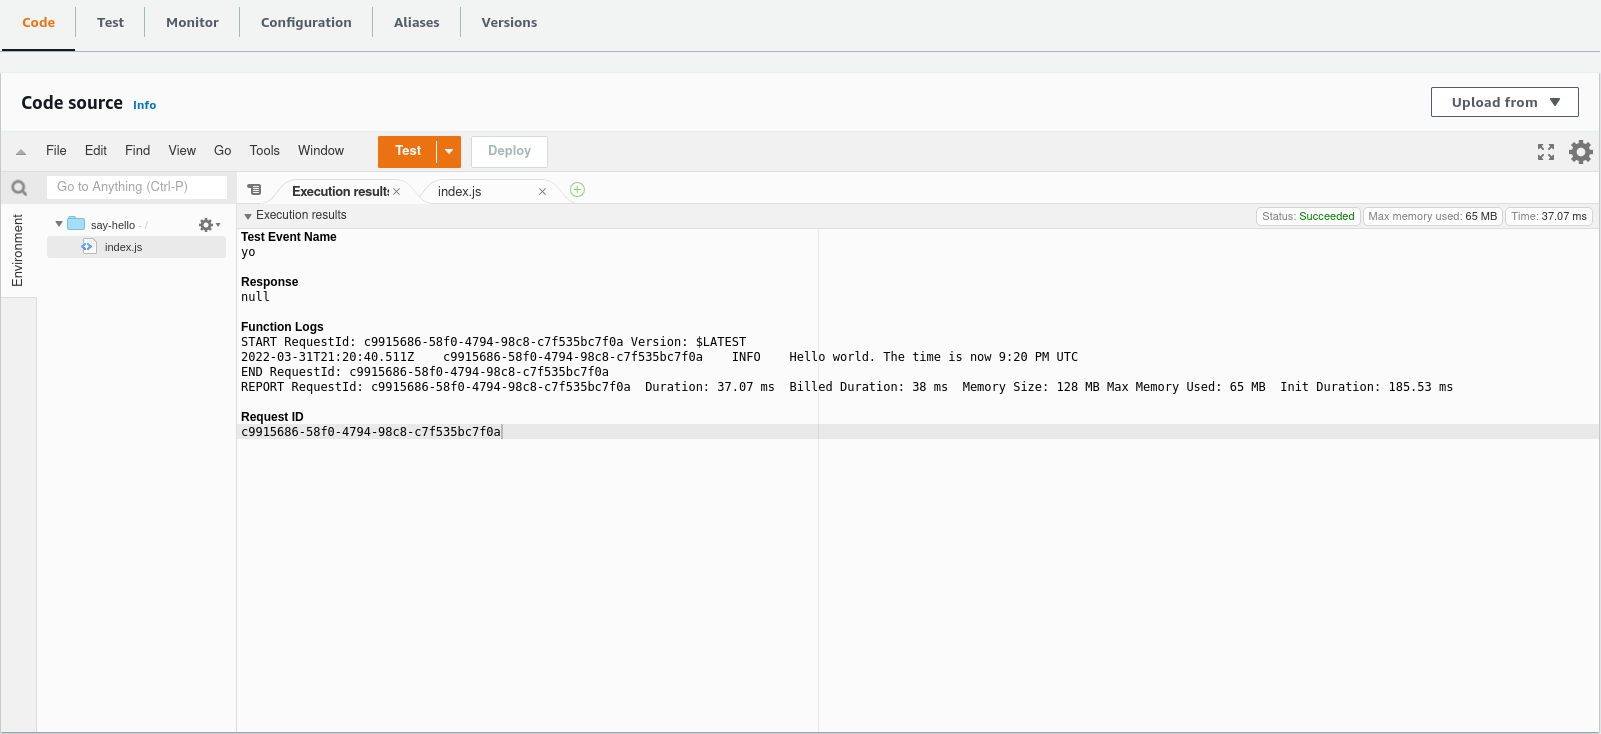 Code Test Monitor Configuration Aliases Versions
Code source Info
Upload from
File Edit Find View Go Tools Window Test Deploy
Go to Anything (Ctrl-P)
Execution results index.js
Environment
say-hello - /
index.js
Execution results
Status: Succeeded Max memory used: 65 MB Time: 37.07 ms
Test Event Name
yo
Response
null
Function Logs
START RequestId: c9915686-58f0-4794-98c8-c7f535bc7f0a Version: $LATEST
2022-03-31T21:20:40.511Z c9915686-58f0-4794-98c8-c7f535bc7f0a INFO Hello world. The time is now 9:20 PM UTC
END RequestId: c9915686-58f0-4794-98c8-c7f535bc7f0a
REPORT RequestId: c9915686-58f0-4794-98c8-c7f535bc7f0a Duration: 37.07 ms Billed Duration: 38 ms Memory Size: 128 MB Max Memory Used: 65 MB Init Duration: 185.53 ms
Request ID
c9915686-58f0-4794-98c8-c7f535bc7f0a